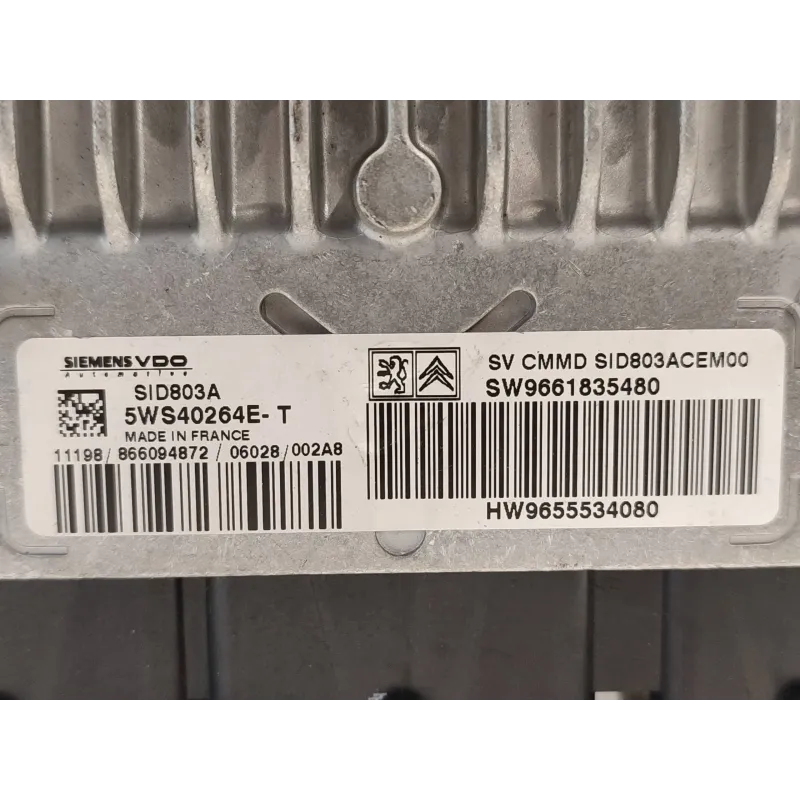 SIEMENS VDO
Automotive
SID803A
5WS40264E-T
MADE IN FRANCE
11198/866094872/06028/002A8
SV CMMD SID803ACEM00
SW9661835480
HW9655534080